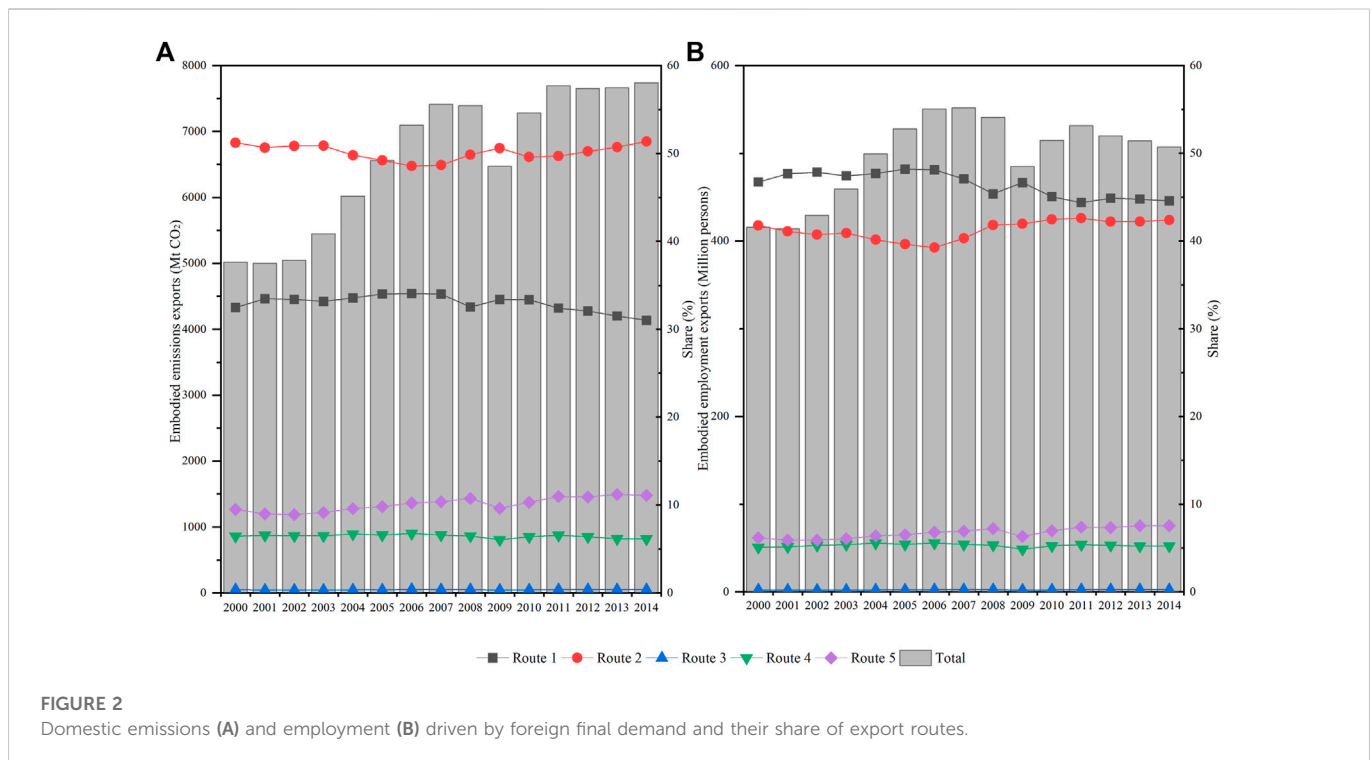 A
B
8000
7000
6000
5000
4000
3000
2000
1000
0
Embodied emissions exports (Mt CO₂)
60
50
40
30
20
10
0
Share (%)
2000 2001 2002 2003 2004 2005 2006 2007 2008 2009 2010 2011 2012 2013 2014
600
400
200
0
Embodied employment exports (Million persons)
60
50
40
30
20
10
0
Share (%)
2000 2001 2002 2003 2004 2005 2006 2007 2008 2009 2010 2011 2012 2013 2014
Route 1 Route 2 Route 3 Route 4 Route 5 Total
FIGURE 2
Domestic emissions (A) and employment (B) driven by foreign final demand and their share of export routes.